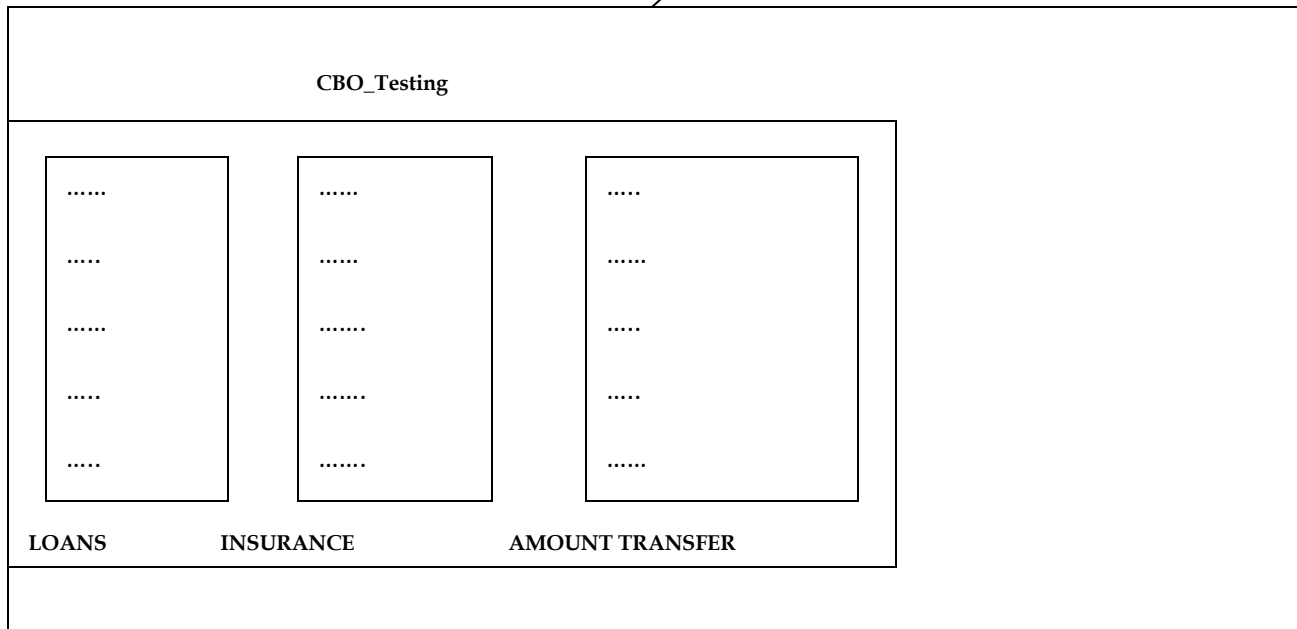 CBO_Testing
…… …… …..
….. …… ……
…… ……. …..
….. ……. …..
….. ……. ……
LOANS INSURANCE AMOUNT TRANSFER